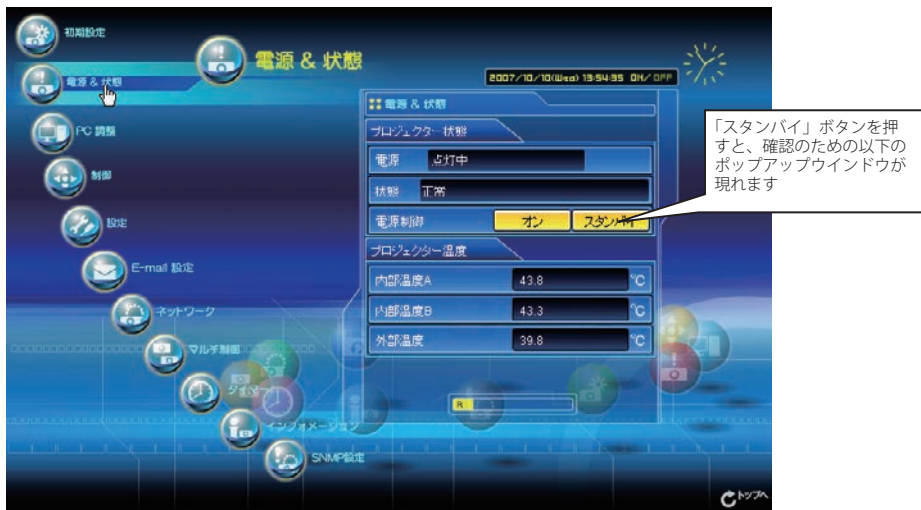 初期設定
電源 & 状態
電源 & 状態
2007/10/10(Wed) 19:54:35 ON/OFF
PC 調整
制御
設定
E-mail 設定
ネットワーク
マルチ制御
タイマー
インフォメーション
SNMP設定
電源 & 状態
プロジェクター状態
電源 点灯中
状態 正常
電源制御 オン スタンバイ
プロジェクター温度
内部温度A 43.8 ℃
内部温度B 43.3 ℃
外部温度 39.8 ℃
R
トップへ
「スタンバイ」ボタンを押
すと、確認のための以下の
ポップアップウインドウが
現れます